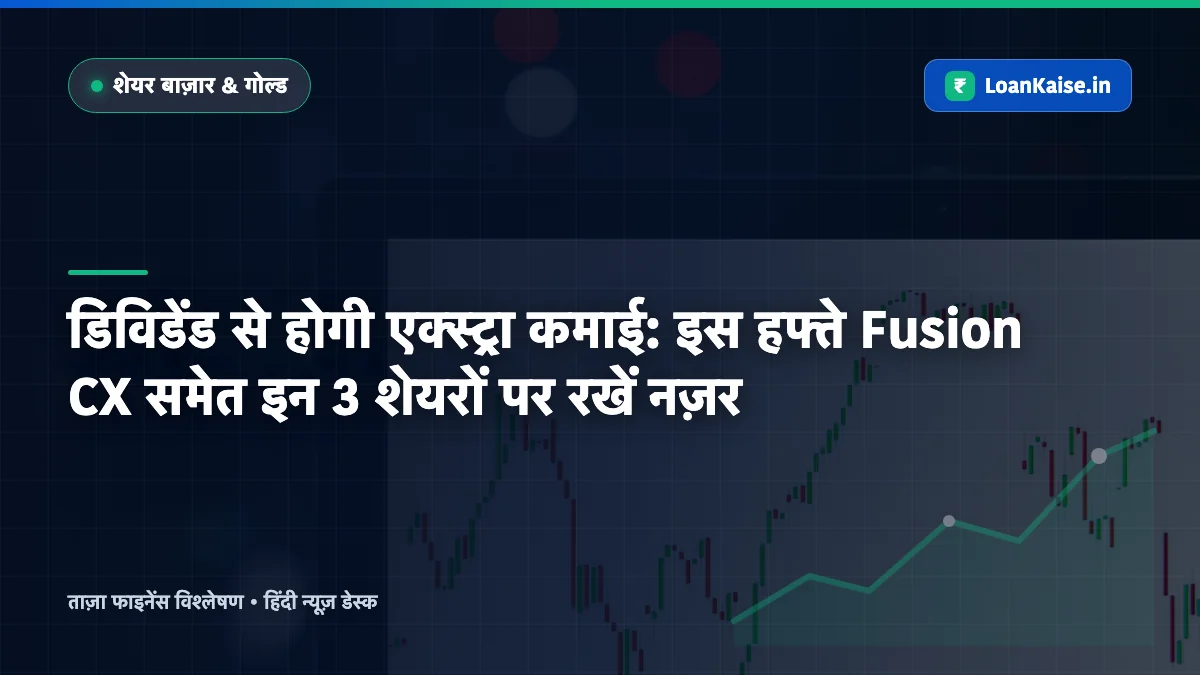 शेयर बाज़ार & गोल्ड
₹ LoanKaise.in
डिविडेंड से होगी एक्स्ट्रा कमाई: इस हफ्ते Fusion
CX समेत इन 3 शेयरों पर रखें नज़र
ताज़ा फाइनेंस विश्लेषण • हिंदी न्यूज़ डेस्क